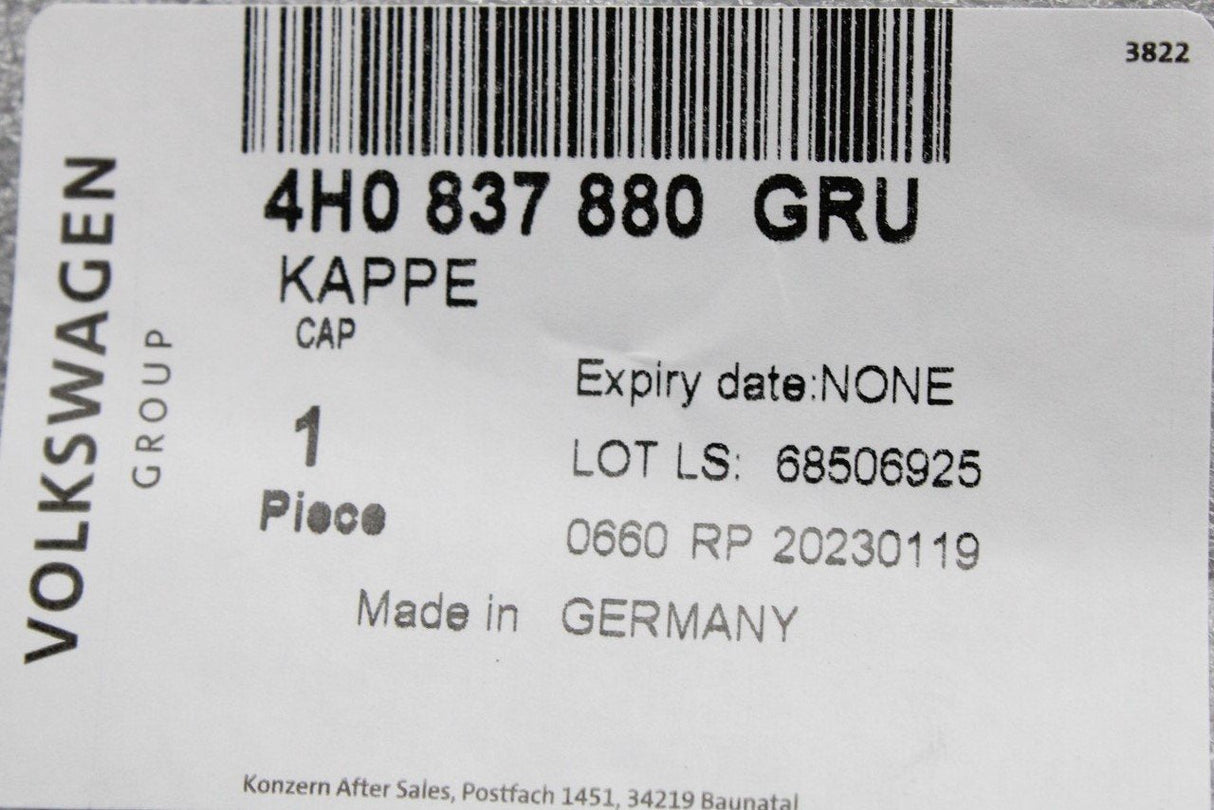 3822
VOLKSWAGEN
GROUP
4H0 837 880 GRU
KAPPE
CAP
Expiry date:NONE
1
LOT LS: 68506925
Piece
0660 RP 20230119
Made in GERMANY
Konzern After Sales, Postfach 1451, 34219 Baunatal